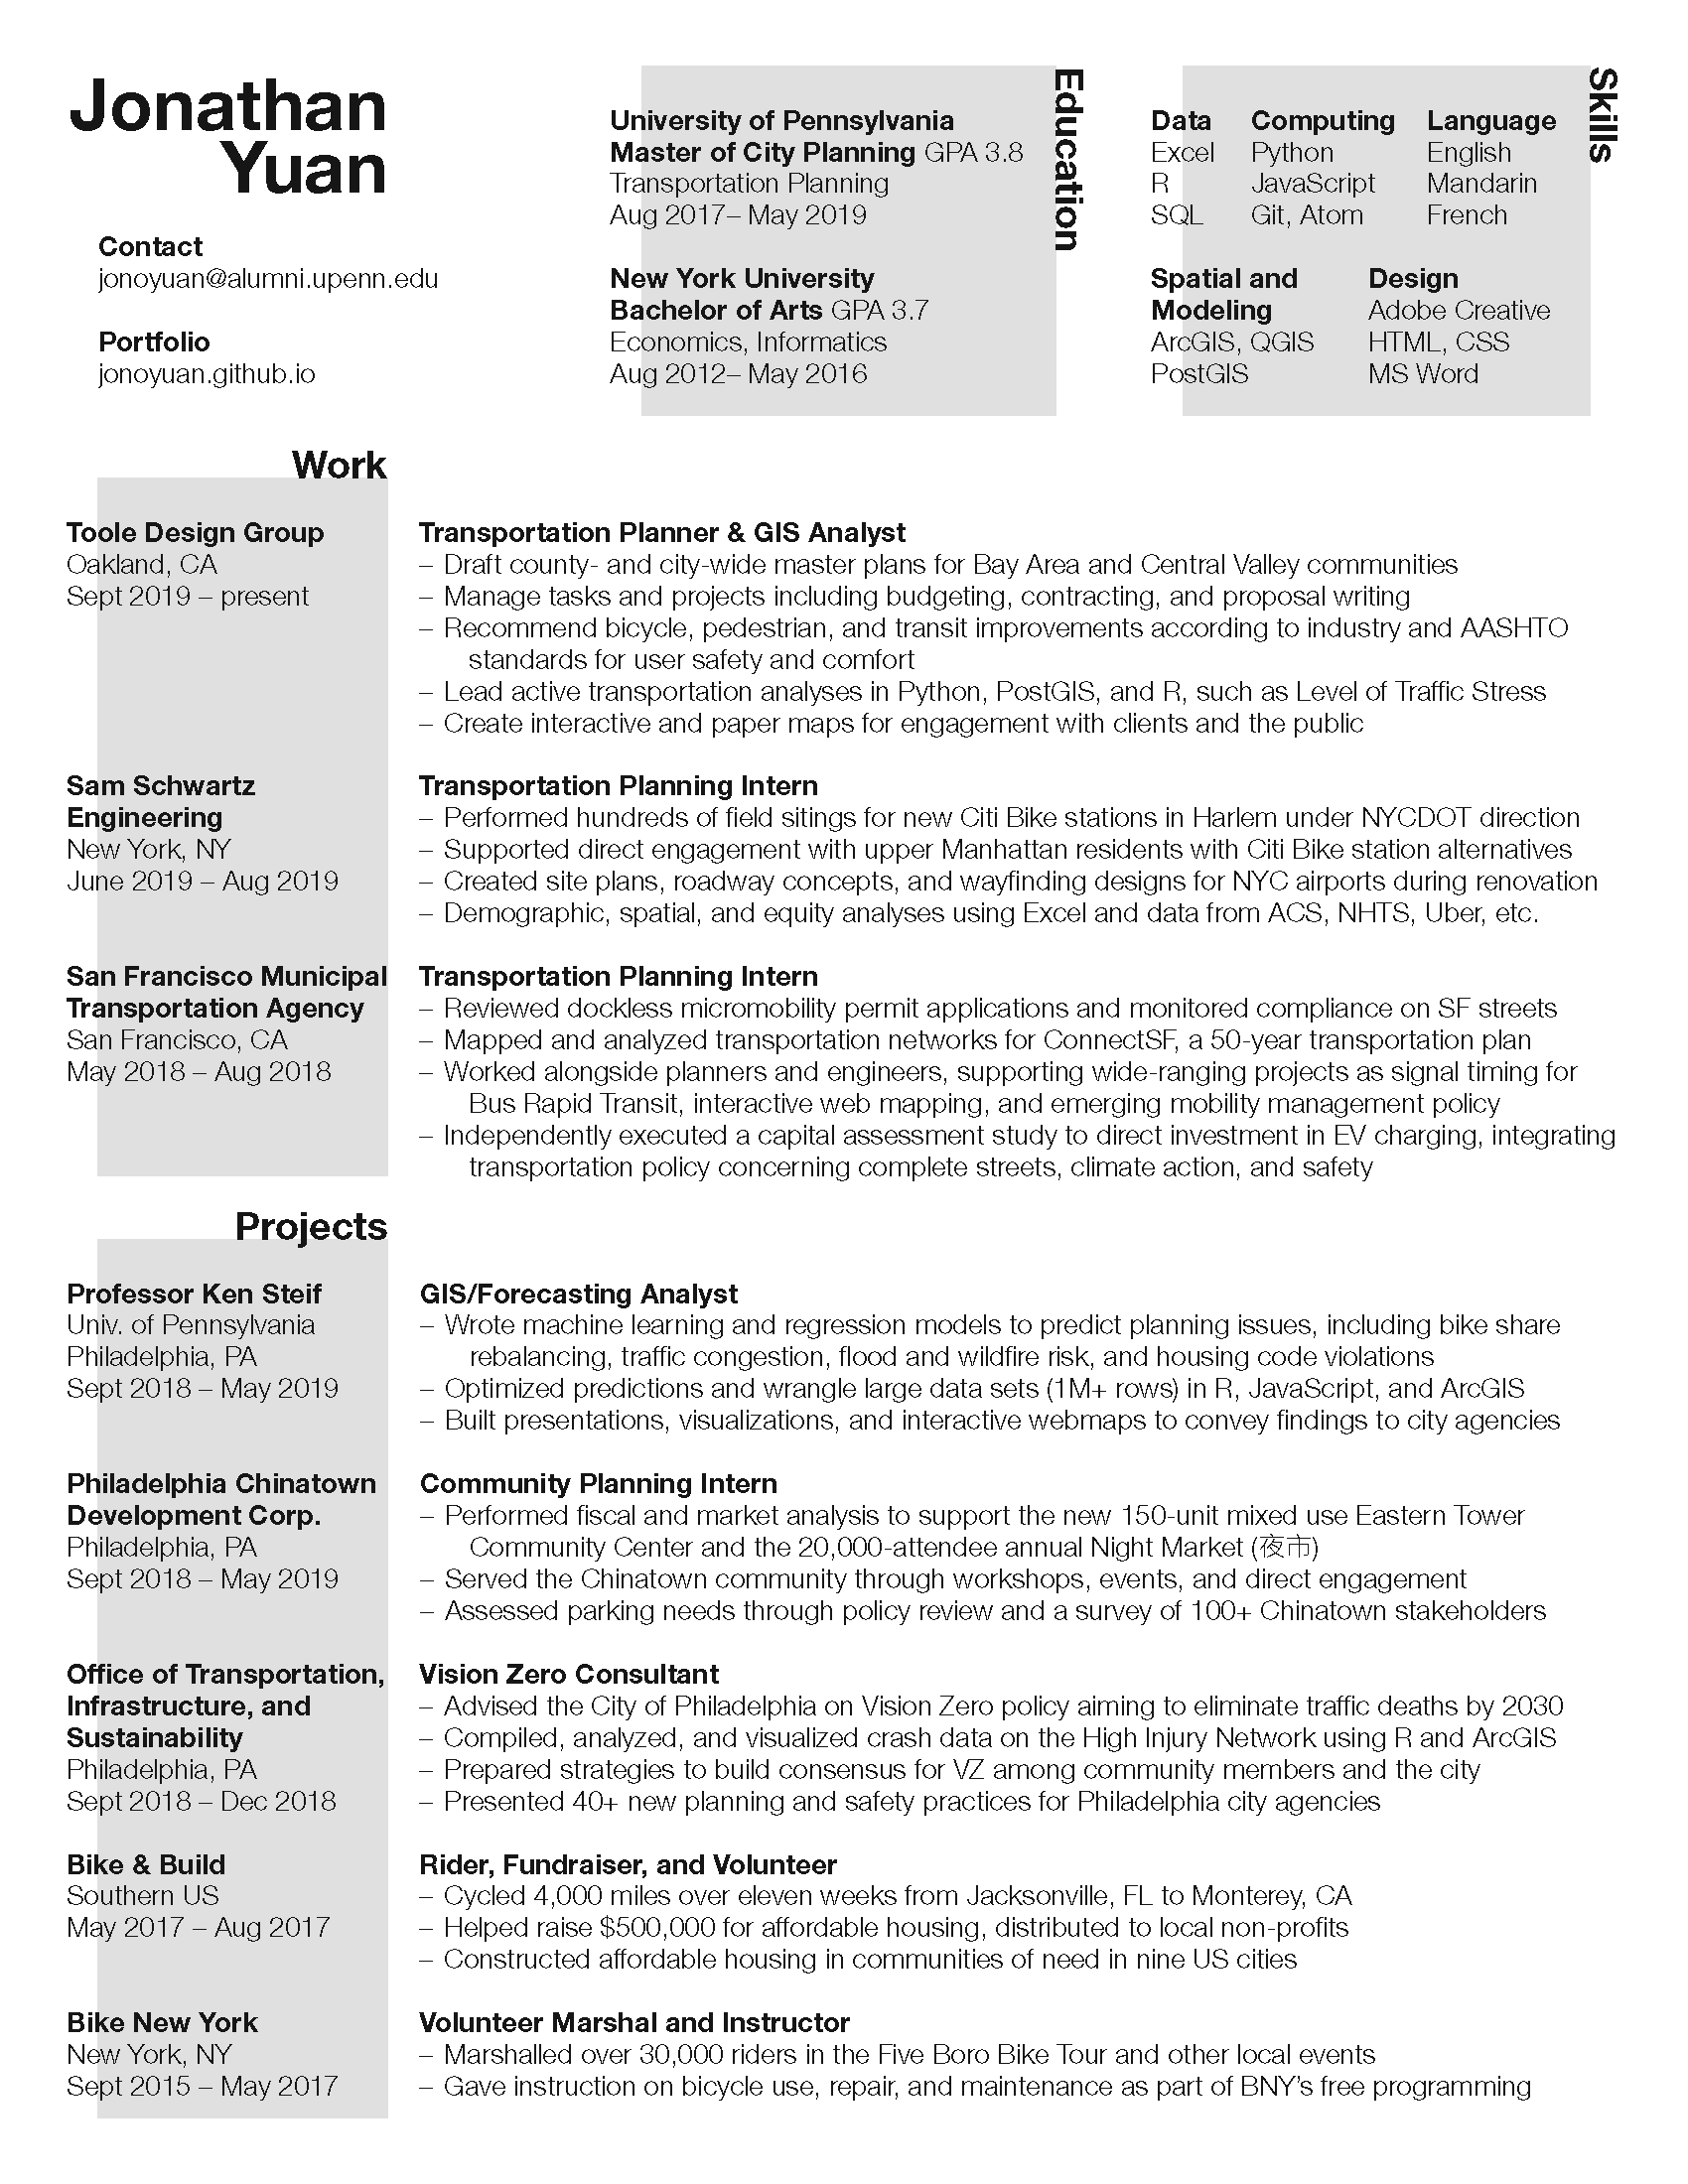 Jonathan
Yuan
Contact
jonoyuan@alumni.upenn.edu
Portfolio
jonoyuan.github.io
Education
University of Pennsylvania
Master of City Planning GPA 3.8
Transportation Planning
Aug 2017– May 2019
New York University
Bachelor of Arts GPA 3.7
Economics, Informatics
Aug 2012– May 2016
Skills
Data
Excel
R
SQL
Computing
Python
JavaScript
Git, Atom
Language
English
Mandarin
French
Spatial and
Modeling
ArcGIS, QGIS
PostGIS
Design
Adobe Creative
HTML, CSS
MS Word
Work
Toole Design Group
Oakland, CA
Sept 2019 – present
Transportation Planner & GIS Analyst
– Draft county- and city-wide master plans for Bay Area and Central Valley communities
– Manage tasks and projects including budgeting, contracting, and proposal writing
– Recommend bicycle, pedestrian, and transit improvements according to industry and AASHTO
standards for user safety and comfort
– Lead active transportation analyses in Python, PostGIS, and R, such as Level of Traffic Stress
– Create interactive and paper maps for engagement with clients and the public
Sam Schwartz
Engineering
New York, NY
June 2019 – Aug 2019
Transportation Planning Intern
– Performed hundreds of field sitings for new Citi Bike stations in Harlem under NYCDOT direction
– Supported direct engagement with upper Manhattan residents with Citi Bike station alternatives
– Created site plans, roadway concepts, and wayfinding designs for NYC airports during renovation
– Demographic, spatial, and equity analyses using Excel and data from ACS, NHTS, Uber, etc.
San Francisco Municipal
Transportation Agency
San Francisco, CA
May 2018 – Aug 2018
Transportation Planning Intern
– Reviewed dockless micromobility permit applications and monitored compliance on SF streets
– Mapped and analyzed transportation networks for ConnectSF, a 50-year transportation plan
– Worked alongside planners and engineers, supporting wide-ranging projects as signal timing for
Bus Rapid Transit, interactive web mapping, and emerging mobility management policy
– Independently executed a capital assessment study to direct investment in EV charging, integrating
transportation policy concerning complete streets, climate action, and safety
Projects
Professor Ken Steif
Univ. of Pennsylvania
Philadelphia, PA
Sept 2018 – May 2019
GIS/Forecasting Analyst
– Wrote machine learning and regression models to predict planning issues, including bike share
rebalancing, traffic congestion, flood and wildfire risk, and housing code violations
– Optimized predictions and wrangle large data sets (1M+ rows) in R, JavaScript, and ArcGIS
– Built presentations, visualizations, and interactive webmaps to convey findings to city agencies
Philadelphia Chinatown
Development Corp.
Philadelphia, PA
Sept 2018 – May 2019
Community Planning Intern
– Performed fiscal and market analysis to support the new 150-unit mixed use Eastern Tower
Community Center and the 20,000-attendee annual Night Market (夜市)
– Served the Chinatown community through workshops, events, and direct engagement
– Assessed parking needs through policy review and a survey of 100+ Chinatown stakeholders
Office of Transportation,
Infrastructure, and
Sustainability
Philadelphia, PA
Sept 2018 – Dec 2018
Vision Zero Consultant
– Advised the City of Philadelphia on Vision Zero policy aiming to eliminate traffic deaths by 2030
– Compiled, analyzed, and visualized crash data on the High Injury Network using R and ArcGIS
– Prepared strategies to build consensus for VZ among community members and the city
– Presented 40+ new planning and safety practices for Philadelphia city agencies
Bike & Build
Southern US
May 2017 – Aug 2017
Rider, Fundraiser, and Volunteer
– Cycled 4,000 miles over eleven weeks from Jacksonville, FL to Monterey, CA
– Helped raise $500,000 for affordable housing, distributed to local non-profits
– Constructed affordable housing in communities of need in nine US cities
Bike New York
New York, NY
Sept 2015 – May 2017
Volunteer Marshal and Instructor
– Marshalled over 30,000 riders in the Five Boro Bike Tour and other local events
– Gave instruction on bicycle use, repair, and maintenance as part of BNY’s free programming